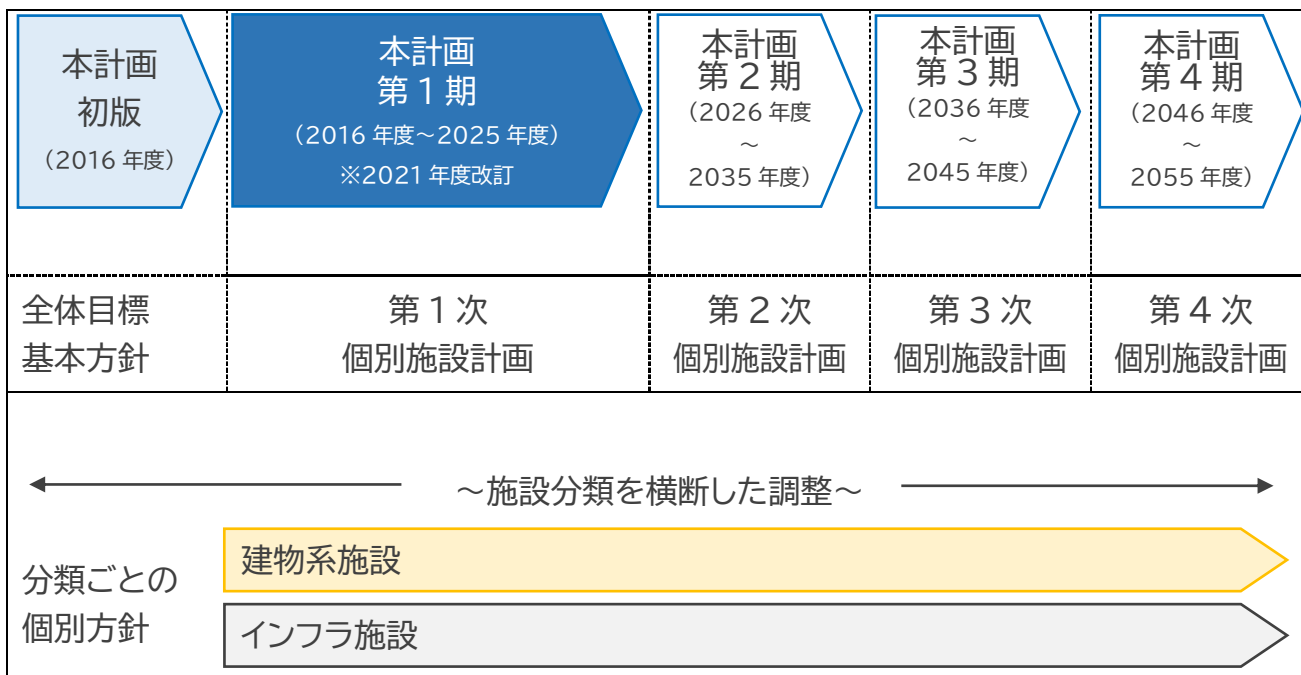 本計画
初版
（2016 年度）
本計画
第１期
（2016 年度～2025 年度）
※2021 年度改訂
本計画
第２期
（2026 年度
～
2035 年度）
本計画
第３期
（2036 年度
～
2045 年度）
本計画
第４期
（2046 年度
～
2055 年度）
全体目標
基本方針
第１次
個別施設計画
第２次
個別施設計画
第３次
個別施設計画
第４次
個別施設計画
～施設分類を横断した調整～
分類ごとの
個別方針
建物系施設
インフラ施設